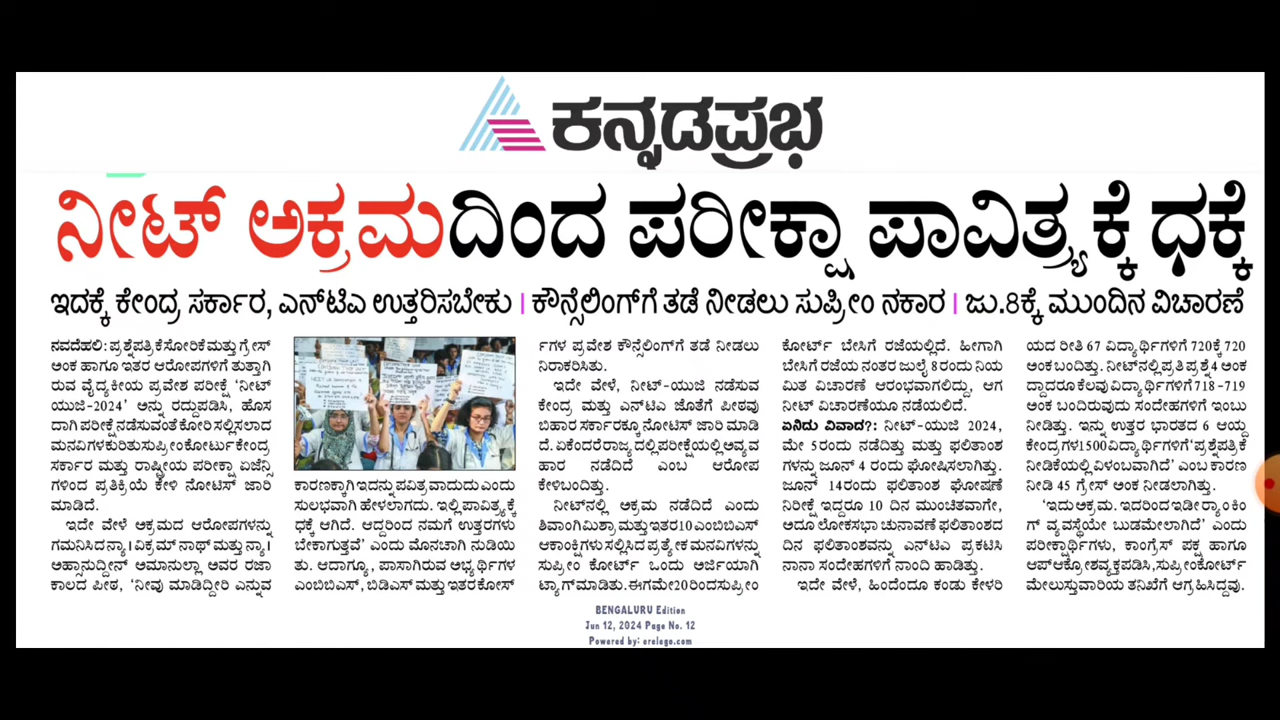 ಕನ್ನಡಪ್ರಭ
ನೀಟ್ ಅಕ್ರಮದಿಂದ ಪರೀಕ್ಷಾ ಪಾವಿತ್ರ್ಯಕ್ಕೆ ಧಕ್ಕೆ
ಇದಕ್ಕೆ ಕೇಂದ್ರ ಸರ್ಕಾರ, ಎನ್‌ಟಿಎ ಉತ್ತರಿಸಬೇಕು | ಕೌನ್ಸೆಲಿಂಗ್‌ಗೆ ತಡೆ ನೀಡಲು ಸುಪ್ರೀಂ ನಕಾರ | ಜು.8ಕ್ಕೆ ಮುಂದಿನ ವಿಚಾರಣೆ
ನವದೆಹಲಿ: ಪ್ರಶ್ನೆಪತ್ರಿಕೆ ಸೋರಿಕೆ ಮತ್ತು ಗ್ರೇಸ್
ಅಂಕ ಹಾಗೂ ಇತರ ಆರೋಪಗಳಿಗೆ ತುತ್ತಾಗಿ
ರುವ ವೈದ್ಯಕೀಯ ಪ್ರವೇಶ ಪರೀಕ್ಷೆ ‘ನೀಟ್
ಯುಜಿ-2024’ ಅನ್ನು ರದ್ದುಪಡಿಸಿ, ಹೊಸ
ದಾಗಿ ಪರೀಕ್ಷೆ ನಡೆಸುವಂತೆ ಕೋರಿ ಸಲ್ಲಿಸಲಾದ
ಮನವಿಗಳ ಕುರಿತು ಸುಪ್ರೀಂ ಕೋರ್ಟು ಕೇಂದ್ರ
ಸರ್ಕಾರ ಮತ್ತು ರಾಷ್ಟ್ರೀಯ ಪರೀಕ್ಷಾ ಏಜೆನ್ಸಿ
ಗಳಿಂದ ಪ್ರತಿಕ್ರಿಯೆ ಕೇಳಿ ನೋಟಿಸ್ ಜಾರಿ
ಮಾಡಿದೆ.
ಇದೇ ವೇಳೆ ಅಕ್ರಮದ ಆರೋಪಗಳನ್ನು
ಗಮನಿಸಿದ ನ್ಯಾ। ವಿಕ್ರಮ್ ನಾಥ್ ಮತ್ತು ನ್ಯಾ।
ಅಹ್ಸಾನುದ್ದೀನ್ ಅಮಾನುಲ್ಲಾ ಅವರ ರಜಾ
ಕಾಲದ ಪೀಠ, ‘ನೀವು ಮಾಡಿದ್ದೀರಿ ಎನ್ನುವ
ಕಾರಣಕ್ಕಾಗಿ ಇದನ್ನು ಪವಿತ್ರವಾದುದು ಎಂದು
ಸುಲಭವಾಗಿ ಹೇಳಲಾಗದು. ಇಲ್ಲಿ ಪಾವಿತ್ರ್ಯಕ್ಕೆ
ಧಕ್ಕೆ ಆಗಿದೆ. ಆದ್ದರಿಂದ ನಮಗೆ ಉತ್ತರಗಳು
ಬೇಕಾಗುತ್ತವೆ’ ಎಂದು ಮೊನಚಾಗಿ ನುಡಿಯಿ
ತು. ಆದಾಗ್ಯೂ, ಪಾಸಾಗಿರುವ ಅಭ್ಯರ್ಥಿಗಳ
ಎಂಬಿಬಿಎಸ್, ಬಿಡಿಎಸ್ ಮತ್ತು ಇತರ ಕೋಸ್
ರ್ಗಳ ಪ್ರವೇಶ ಕೌನ್ಸೆಲಿಂಗ್‌ಗೆ ತಡೆ ನೀಡಲು
ನಿರಾಕರಿಸಿತು.
ಇದೇ ವೇಳೆ, ನೀಟ್-ಯುಜಿ ನಡೆಸುವ
ಕೇಂದ್ರ ಮತ್ತು ಎನ್‌ಟಿಎ ಜೊತೆಗೆ ಪೀಠವು
ಬಿಹಾರ ಸರ್ಕಾರಕ್ಕೂ ನೋಟಿಸ್ ಜಾರಿ ಮಾಡಿ
ದೆ. ಏಕೆಂದರೆ ರಾಜ್ಯದಲ್ಲಿ ಪರೀಕ್ಷೆಯಲ್ಲಿ ಅವ್ಯವ
ಹಾರ ನಡೆದಿದೆ ಎಂಬ ಆರೋಪ
ಕೇಳಿಬಂದಿತ್ತು.
ನೀಟ್‌ನಲ್ಲಿ ಅಕ್ರಮ ನಡೆದಿದೆ ಎಂದು
ಶಿವಾಂಗಿ ಮಿಶ್ರಾ ಮತ್ತು ಇತರ 10 ಎಂಬಿಬಿಎಸ್
ಆಕಾಂಕ್ಷಿಗಳು ಸಲ್ಲಿಸಿದ ಪ್ರತ್ಯೇಕ ಮನವಿಗಳನ್ನು
ಸುಪ್ರೀಂ ಕೋರ್ಟ್ ಒಂದು ಅರ್ಜಿಯಾಗಿ
ಟ್ಯಾಗ್ ಮಾಡಿತು. ಈಗ ಮೇ 20 ರಿಂದ ಸುಪ್ರೀಂ
ಕೋರ್ಟ್ ಬೇಸಿಗೆ ರಜೆಯಲ್ಲಿದೆ. ಹೀಗಾಗಿ
ಬೇಸಿಗೆ ರಜೆಯ ನಂತರ ಜುಲೈ 8 ರಂದು ನಿಯ
ಮಿತ ವಿಚಾರಣೆ ಆರಂಭವಾಗಲಿದ್ದು, ಆಗ
ನೀಟ್ ವಿಚಾರಣೆಯೂ ನಡೆಯಲಿದೆ.
ಏನಿದು ವಿವಾದ?: ನೀಟ್-ಯುಜಿ 2024,
ಮೇ 5ರಂದು ನಡೆದಿತ್ತು ಮತ್ತು ಫಲಿತಾಂಶ
ಗಳನ್ನು ಜೂನ್ 4 ರಂದು ಘೋಷಿಸಲಾಗಿತ್ತು.
ಜೂನ್ 14ರಂದು ಫಲಿತಾಂಶ ಘೋಷಣೆ
ನಿರೀಕ್ಷೆ ಇದ್ದರೂ 10 ದಿನ ಮುಂಚಿತವಾಗೇ,
ಅದೂ ಲೋಕಸಭಾ ಚುನಾವಣೆ ಫಲಿತಾಂಶದ
ದಿನ ಫಲಿತಾಂಶವನ್ನು ಎನ್‌ಟಿಎ ಪ್ರಕಟಿಸಿ
ನಾನಾ ಸಂದೇಹಗಳಿಗೆ ನಾಂದಿ ಹಾಡಿತ್ತು.
ಇದೇ ವೇಳೆ, ಹಿಂದೆಂದೂ ಕಂಡು ಕೇಳರಿ
ಯದ ರೀತಿ 67 ವಿದ್ಯಾರ್ಥಿಗಳಿಗೆ 720ಕ್ಕೆ 720
ಅಂಕ ಬಂದಿತ್ತು. ನೀಟ್‌ನಲ್ಲಿ ಪ್ರತಿ ಪ್ರಶ್ನೆ 4 ಅಂಕ
ದ್ದಾದರೂ ಕೆಲವು ವಿದ್ಯಾರ್ಥಿಗಳಿಗೆ 718-719
ಅಂಕ ಬಂದಿರುವುದು ಸಂದೇಹಗಳಿಗೆ ಇಂಬು
ನೀಡಿತ್ತು. ಇನ್ನು ಉತ್ತರ ಭಾರತದ 6 ಆಯ್ದ
ಕೇಂದ್ರಗಳ 1500 ವಿದ್ಯಾರ್ಥಿಗಳಿಗೆ ‘ಪ್ರಶ್ನೆಪತ್ರಿಕೆ
ನೀಡಿಕೆಯಲ್ಲಿ ವಿಳಂಬವಾಗಿದೆ’ ಎಂಬ ಕಾರಣ
ನೀಡಿ 45 ಗ್ರೇಸ್ ಅಂಕ ನೀಡಲಾಗಿತ್ತು.
‘ಇದು ಅಕ್ರಮ. ಇದರಿಂದ ಇಡೀ ರ‍್ಯಾಂಕಿಂ
ಗ್ ವ್ಯವಸ್ಥೆಯೇ ಬುಡಮೇಲಾಗಿದೆ’ ಎಂದು
ಪರೀಕ್ಷಾರ್ಥಿಗಳು, ಕಾಂಗ್ರೆಸ್ ಪಕ್ಷ ಹಾಗೂ
ಆಪ್ ಆಕ್ರೋಶ ವ್ಯಕ್ತಪಡಿಸಿ, ಸುಪ್ರೀಂ ಕೋರ್ಟ್
ಮೇಲುಸ್ತುವಾರಿಯ ತನಿಖೆಗೆ ಆಗ್ರಹಿಸಿದ್ದವು.
BENGALURU Edition
Jun 12, 2024 Page No. 12
Powered by: erelego.com